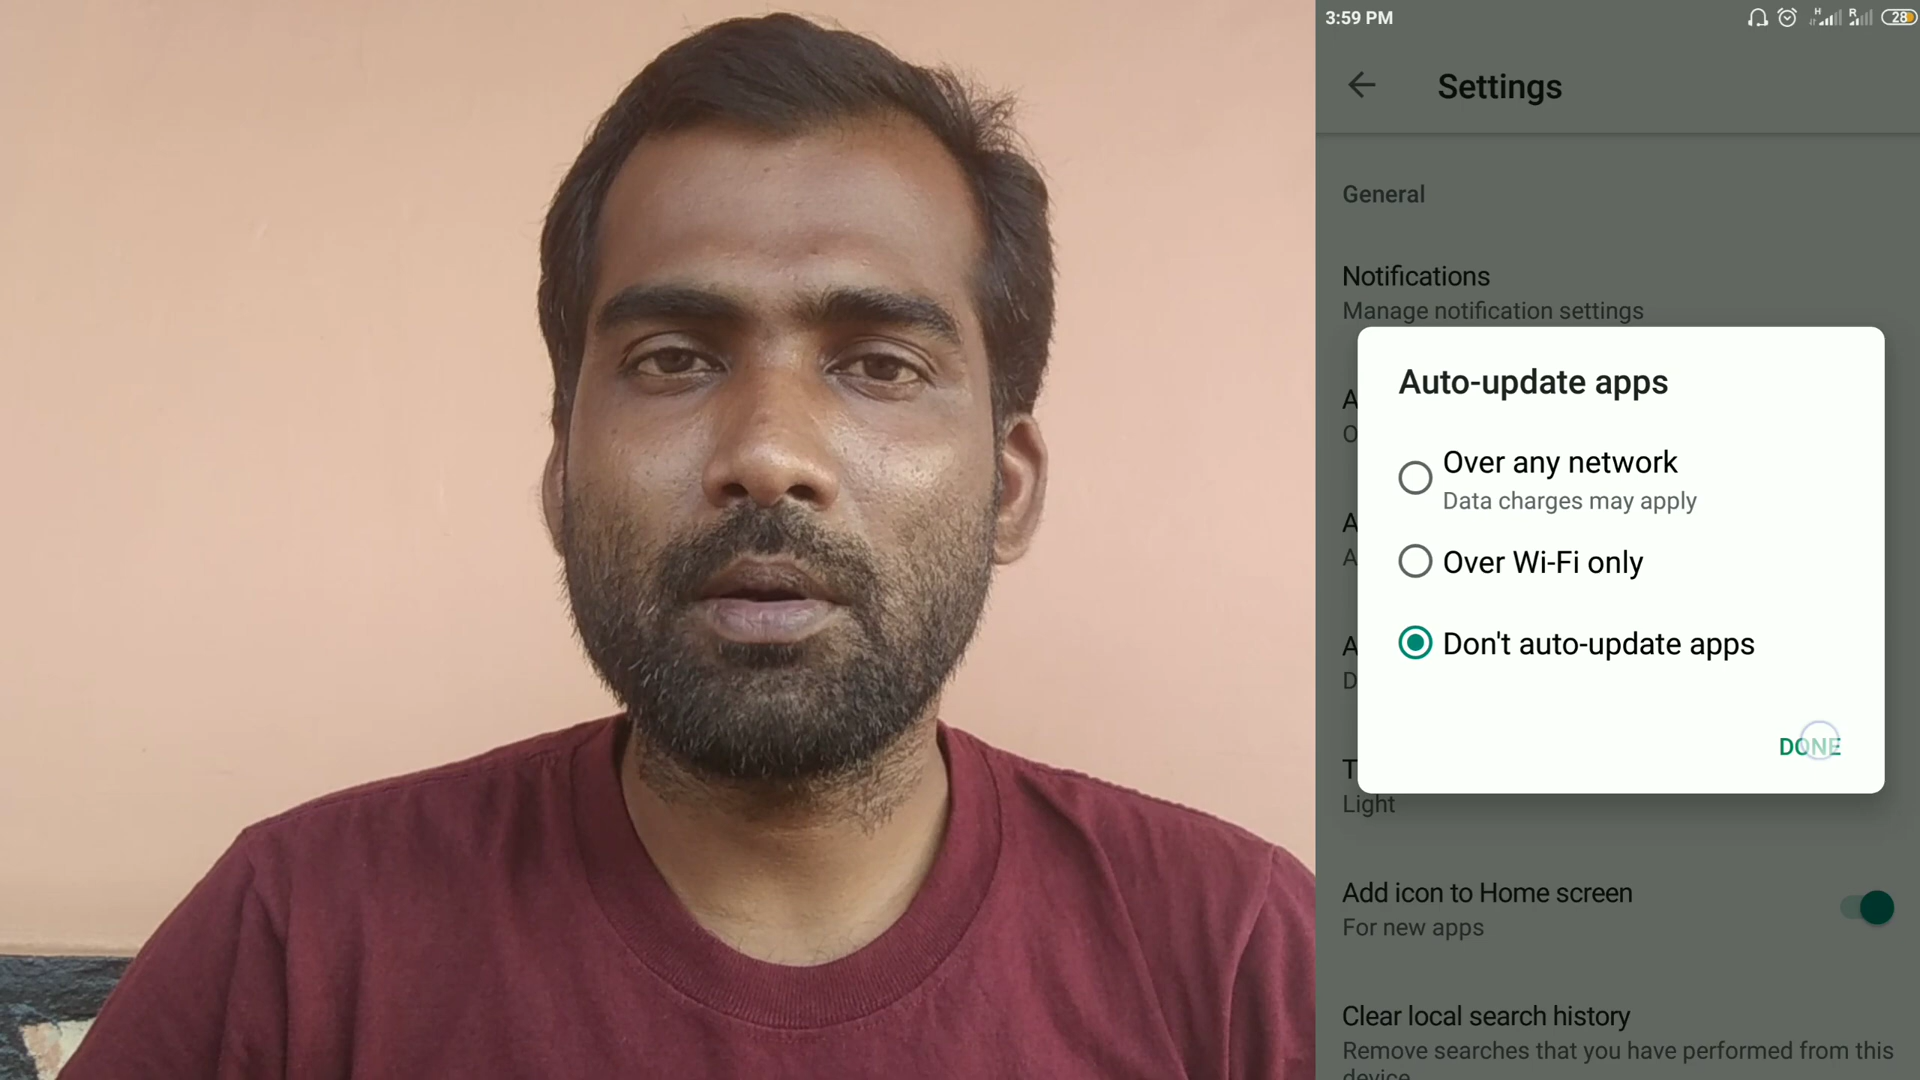 3:59 PM
H
R
28
Settings
General
Notifications
Manage notification settings
A
O
Auto-update apps
Over any network
Data charges may apply
A
A
Over Wi-Fi only
A
Don't auto-update apps
D
DONE
T
Light
Add icon to Home screen
For new apps
Clear local search history
Remove searches that you have performed from this
device